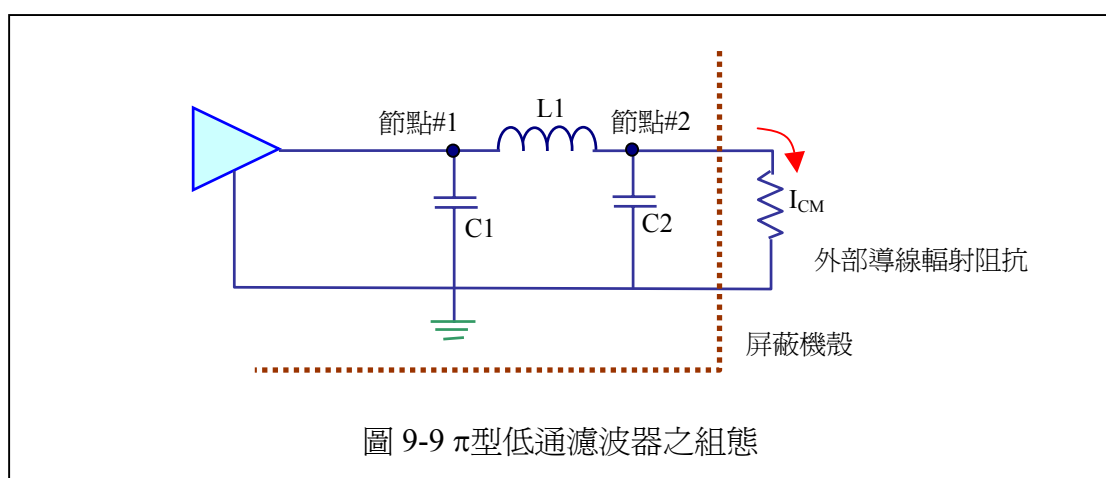 節點#1
L1
節點#2
C1
C2
I_CM
外部導線輻射阻抗
屏蔽機殼
圖 9-9 π型低通濾波器之組態